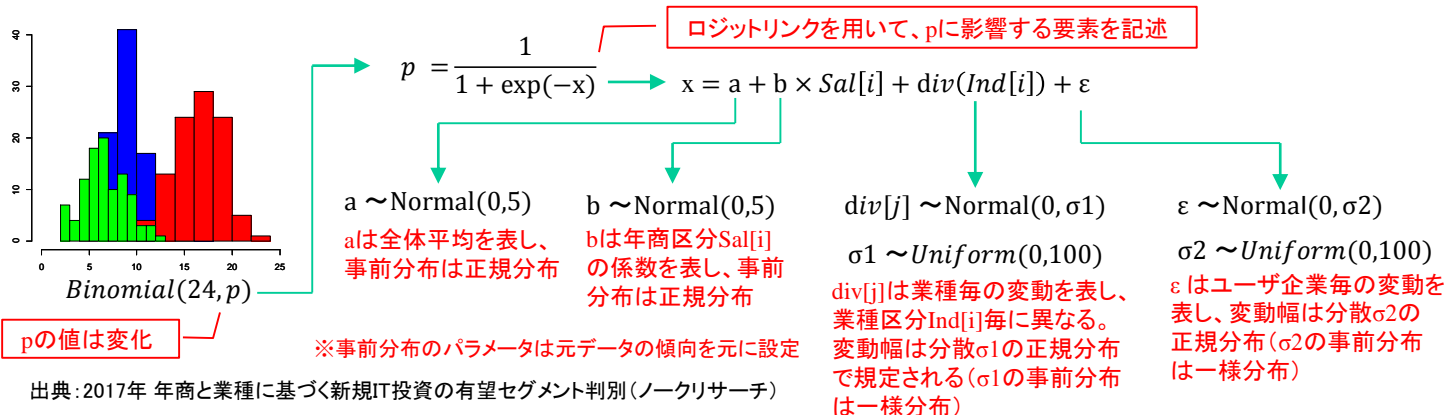 ロジットリンクを用いて、pに影響する要素を記述
p = 1 / 1 + exp(−x)
x = a + b × Sal[i] + div(Ind[i]) + ε
40
30
20
10
0
0 5 10 15 20 25
Binomial(24, p)
pの値は変化
a ~Normal(0,5)
aは全体平均を表し、
事前分布は正規分布
b ~Normal(0,5)
bは年商区分Sal[i]
の係数を表し、事前
分布は正規分布
div[j] ~Normal(0, σ1)
σ1 ~Uniform(0,100)
div[j]は業種毎の変動を表し、
業種区分Ind[i]毎に異なる。
変動幅は分散σ1の正規分布
で規定される(σ1の事前分布
は一様分布)
ε ~Normal(0, σ2)
σ2 ~Uniform(0,100)
ε はユーザ企業毎の変動を
表し、変動幅は分散σ2の
正規分布(σ2の事前分布
は一様分布)
※事前分布のパラメータは元データの傾向を元に設定
出典:2017年 年商と業種に基づく新規IT投資の有望セグメント判別(ノークリサーチ)